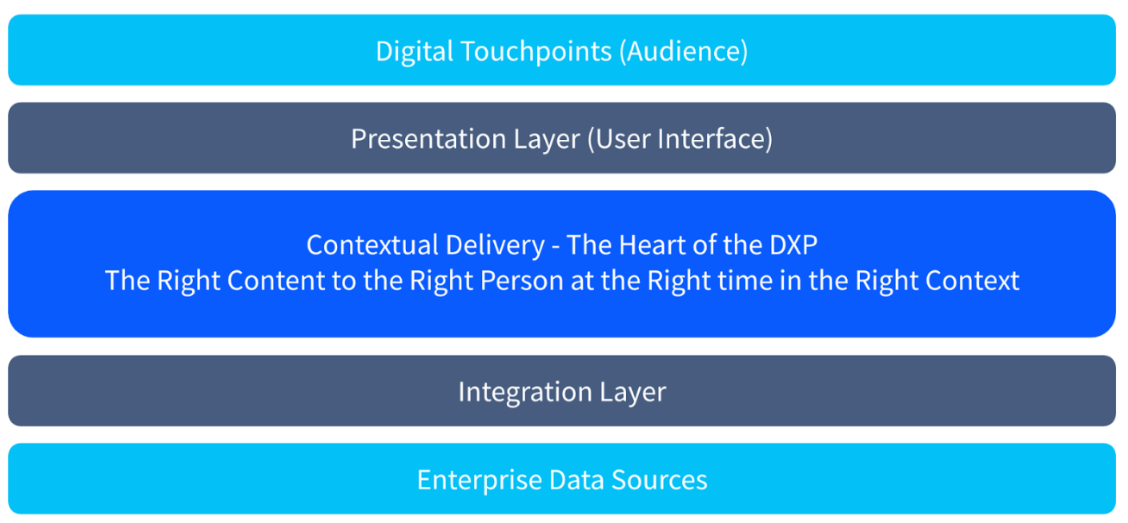 Digital Touchpoints (Audience)
Presentation Layer (User Interface)
Contextual Delivery - The Heart of the DXP
The Right Content to the Right Person at the Right time in the Right Context
Integration Layer
Enterprise Data Sources